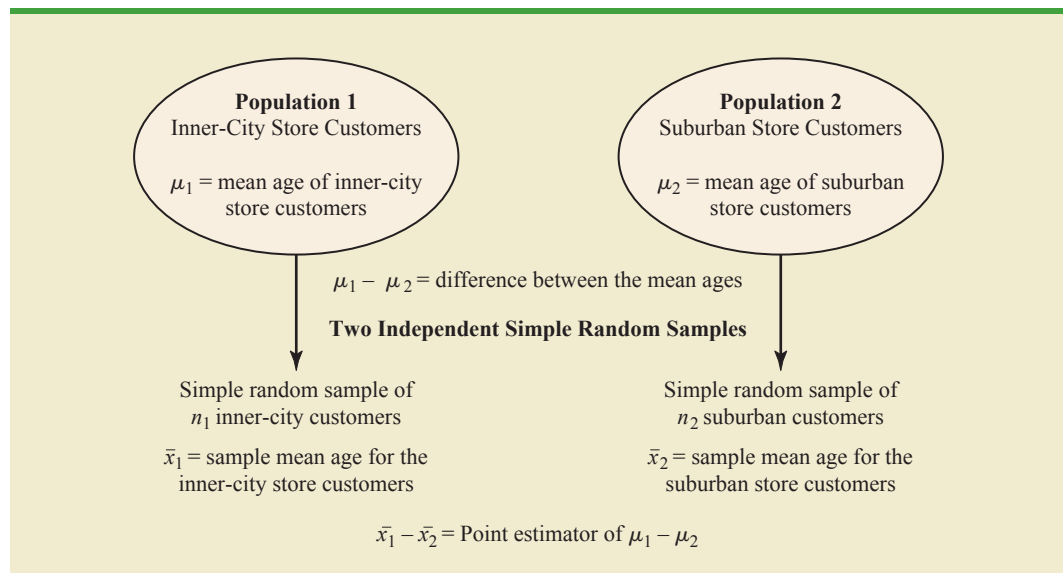 Population 1
Inner-City Store Customers
μ1 = mean age of inner-city
store customers
Population 2
Suburban Store Customers
μ2 = mean age of suburban
store customers
μ1 – μ2 = difference between the mean ages
Two Independent Simple Random Samples
Simple random sample of
n1 inner-city customers
x̄1 = sample mean age for the
inner-city store customers
Simple random sample of
n2 suburban customers
x̄2 = sample mean age for the
suburban store customers
x̄1 – x̄2 = Point estimator of μ1 – μ2